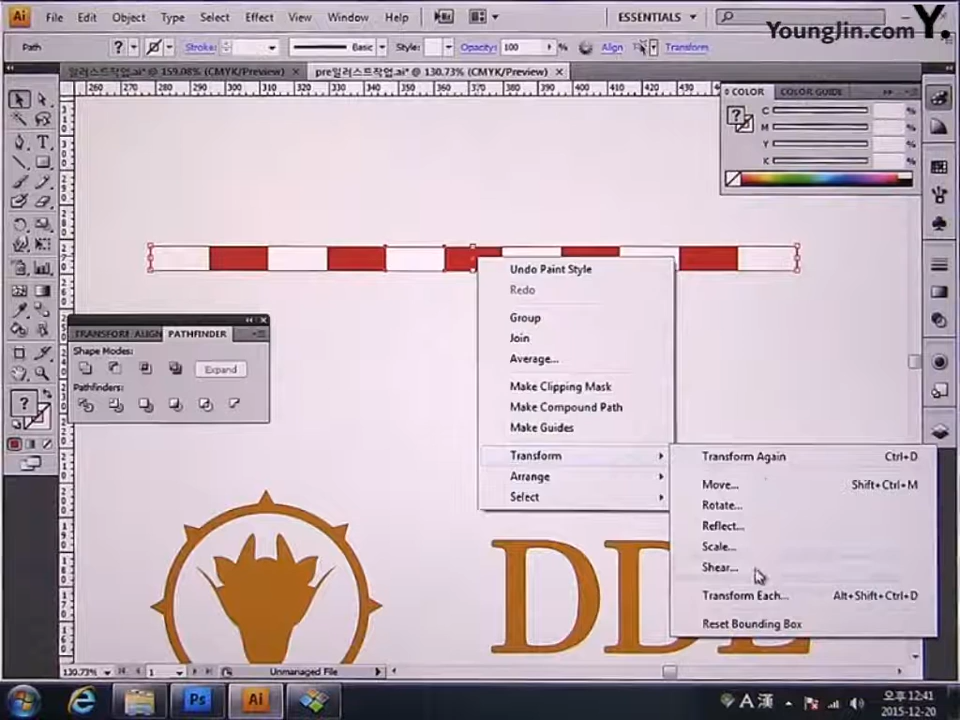 Ai File Edit Object Type Select Effect View Window Help Br ESSENTIALS
YoungJin.com Y.
Path ? Stroke: Basic Style: Opacity: 100 % Align Transform
일러스트작업.ai* @ 159.08% (CMYK/Preview) × pre일러스트작업.ai* @ 130.73% (CMYK/Preview) ×
260 290 300 310 320 330 340 350 360 370 380 390 400 410 420 430
COLOR COLOR GUIDE
C %
M %
Y %
K %
Undo Paint Style
Redo
Group
Join
Average...
Make Clipping Mask
Make Compound Path
Make Guides
Transform
Arrange
Select
TRANSFORM ALIGN PATHFINDER
Shape Modes:
Expand
Pathfinders:
Transform Again Ctrl+D
Move... Shift+Ctrl+M
Rotate...
Reflect...
Scale...
Shear...
Transform Each... Alt+Shift+Ctrl+D
Reset Bounding Box
130.73% 1 Unmanaged File
Ps Ai A 漢 오후 12:41
2015-12-20